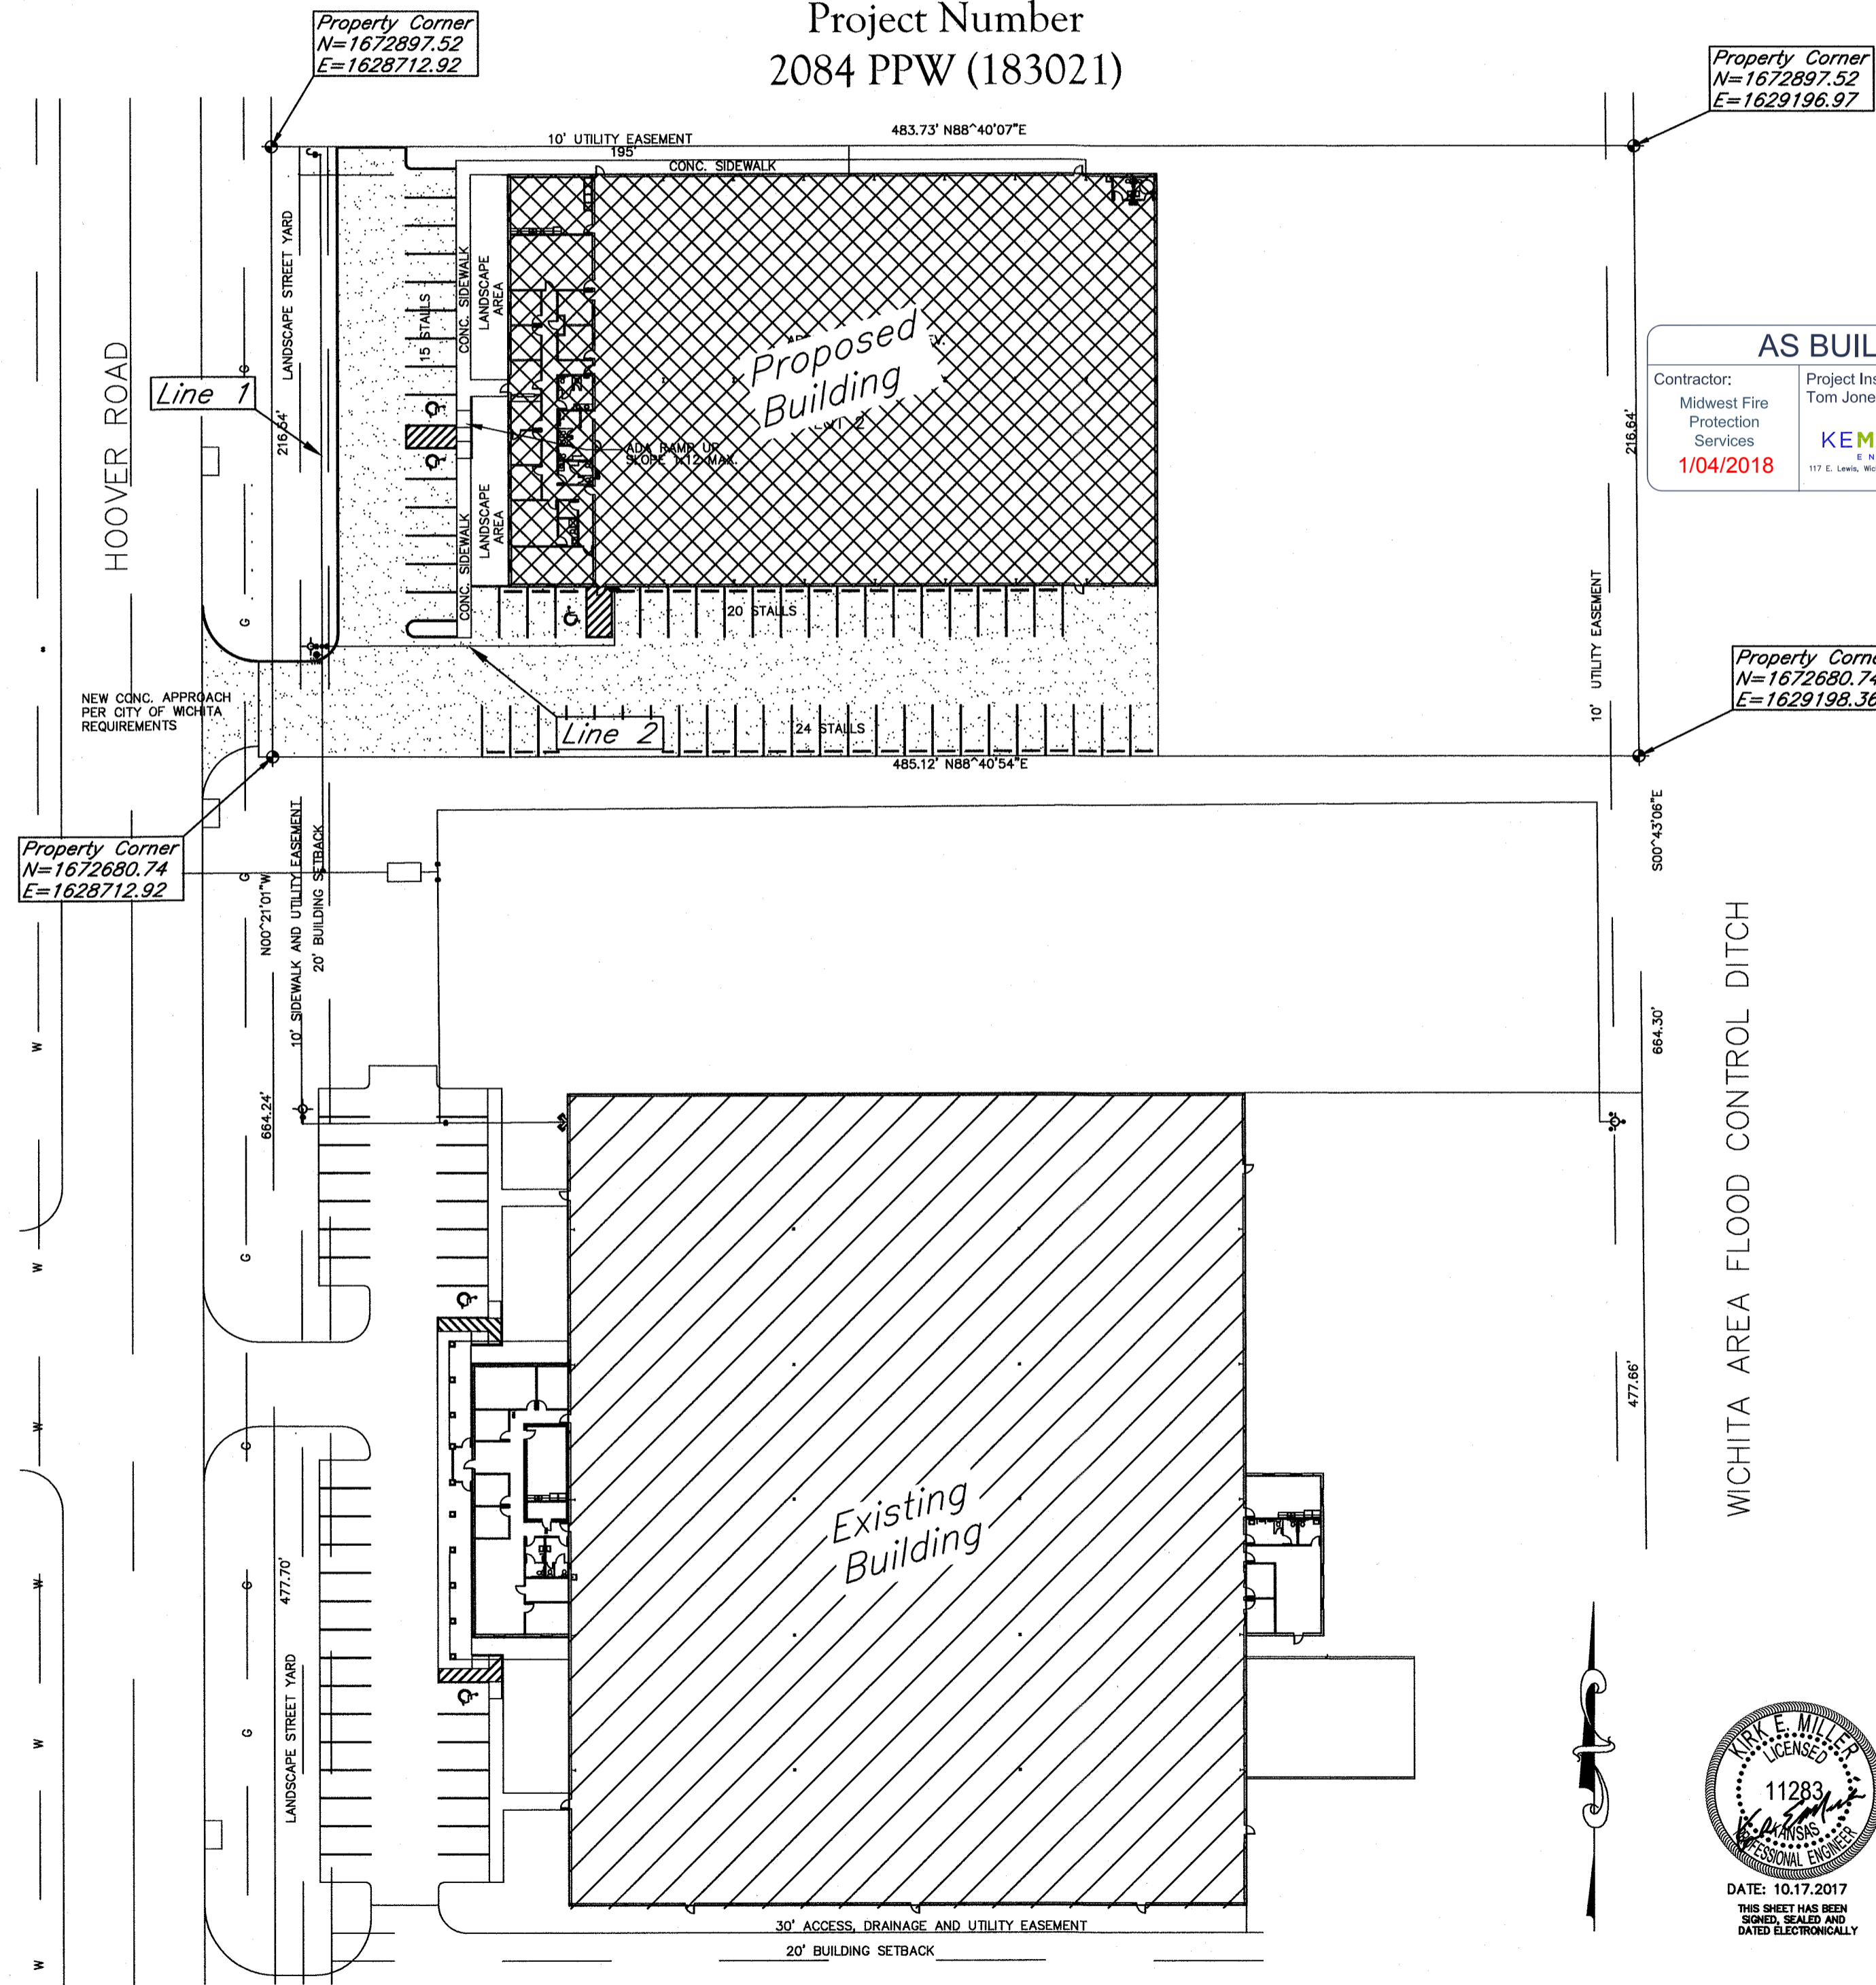 Project Number
2084 PPW (183021)
Property Corner
N=1672897.52
E=1628712.92
Property Corner
N=1672897.52
E=1629196.97
10' UTILITY EASEMENT
483.73' N88^40'07"E
195'
CONC. SIDEWALK
LANDSCAPE STREET YARD
216.54'
HOOVER ROAD
Line 1
15 STALLS
CONC. SIDEWALK
LANDSCAPE
AREA
Proposed
Building
ADA RAMP UP
SLOPE 1:12 MAX.
CONC. SIDEWALK
LANDSCAPE
AREA
216.64'
AS BUIL
Contractor:
Midwest Fire
Protection
Services
1/04/2018
Project Ins
Tom Jone
KEM
E N
117 E. Lewis, Wic
G
G
20 STALLS
10' UTILITY EASEMENT
NEW CONC. APPROACH
PER CITY OF WICHITA
REQUIREMENTS
Line 2
24 STALLS
485.12' N88^40'54"E
Property Corne
N=1672680.74
E=1629198.36
Property Corner
N=1672680.74
E=1628712.92
G
N00^21'01"W
10' SIDEWALK AND UTILITY EASEMENT
20' BUILDING SETBACK
S00^43'06"E
664.24'
664.30'
WICHITA AREA FLOOD CONTROL DITCH
W
W
G
W
G
W
G
477.70'
477.66'
Existing
Building
LANDSCAPE STREET YARD
G
W
W
30' ACCESS, DRAINAGE AND UTILITY EASEMENT
20' BUILDING SETBACK
KIRK E. MILLER
LICENSED
11283
KANSAS
PROFESSIONAL ENGINEER
DATE: 10.17.2017
THIS SHEET HAS BEEN
SIGNED, SEALED AND
DATED ELECTRONICALLY